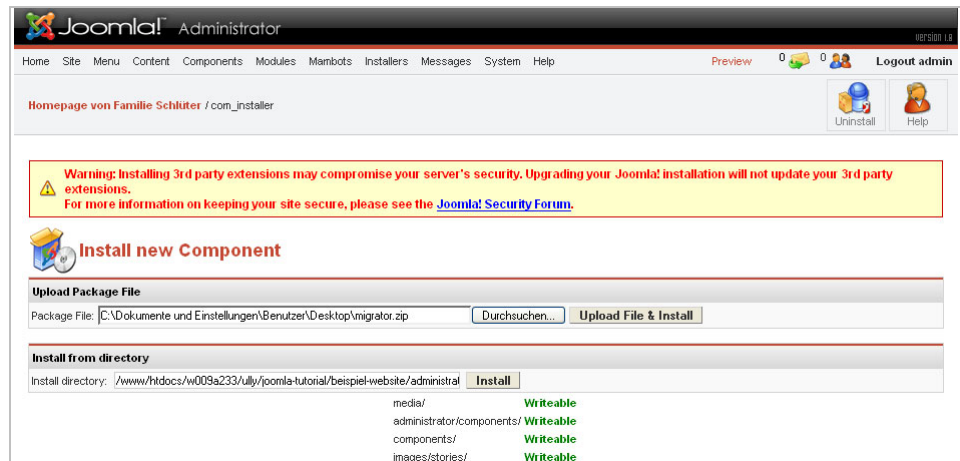 Joomla!™ Administrator
Version 1.0
Home Site Menu Content Components Modules Mambots Installers Messages System Help Preview 0 0 Logout admin
Homepage von Familie Schlüter / com_installer
Uninstall Help
Warning: Installing 3rd party extensions may compromise your server's security. Upgrading your Joomla! installation will not update your 3rd party
extensions.
For more information on keeping your site secure, please see the Joomla! Security Forum.
Install new Component
Upload Package File
Package File: C:\Dokumente und Einstellungen\Benutzer\Desktop\migrator.zip Durchsuchen... Upload File & Install
Install from directory
Install directory: /www/htdocs/w009a233/ully/joomla-tutorial/beispiel-website/administrat Install
media/ Writeable
administrator/components/ Writeable
components/ Writeable
images/stories/ Writeable